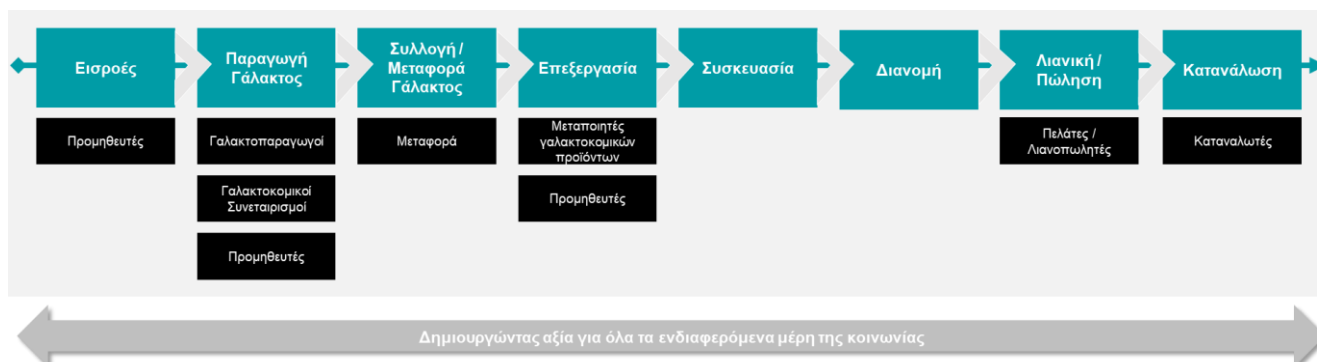 Εισροές
Παραγωγή
Γάλακτος
Συλλογή /
Μεταφορά
Γάλακτος
Επεξεργασία
Συσκευασία
Διανομή
Λιανική /
Πώληση
Κατανάλωση
Προμηθευτές
Γαλακτοπαραγωγοί
Μεταφορά
Μεταποιητές
γαλακτοκομικών
προϊόντων
Πελάτες /
Λιανοπωλητές
Καταναλωτές
Γαλακτοκομικοί
Συνεταιρισμοί
Προμηθευτές
Προμηθευτές
Δημιουργώντας αξία για όλα τα ενδιαφερόμενα μέρη της κοινωνίας